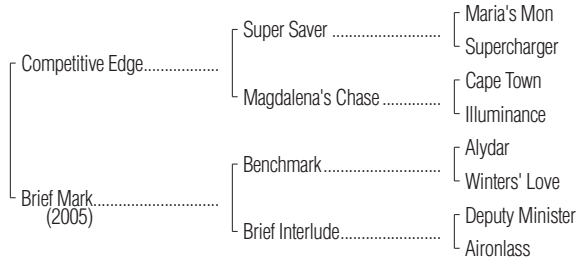 Maria's Mon
Super Saver
Supercharger
Competitive Edge
Cape Town
Magdalena's Chase
Illuminance
Alydar
Benchmark
Winters' Love
Brief Mark
(2005)
Deputy Minister
Brief Interlude
Aironlass